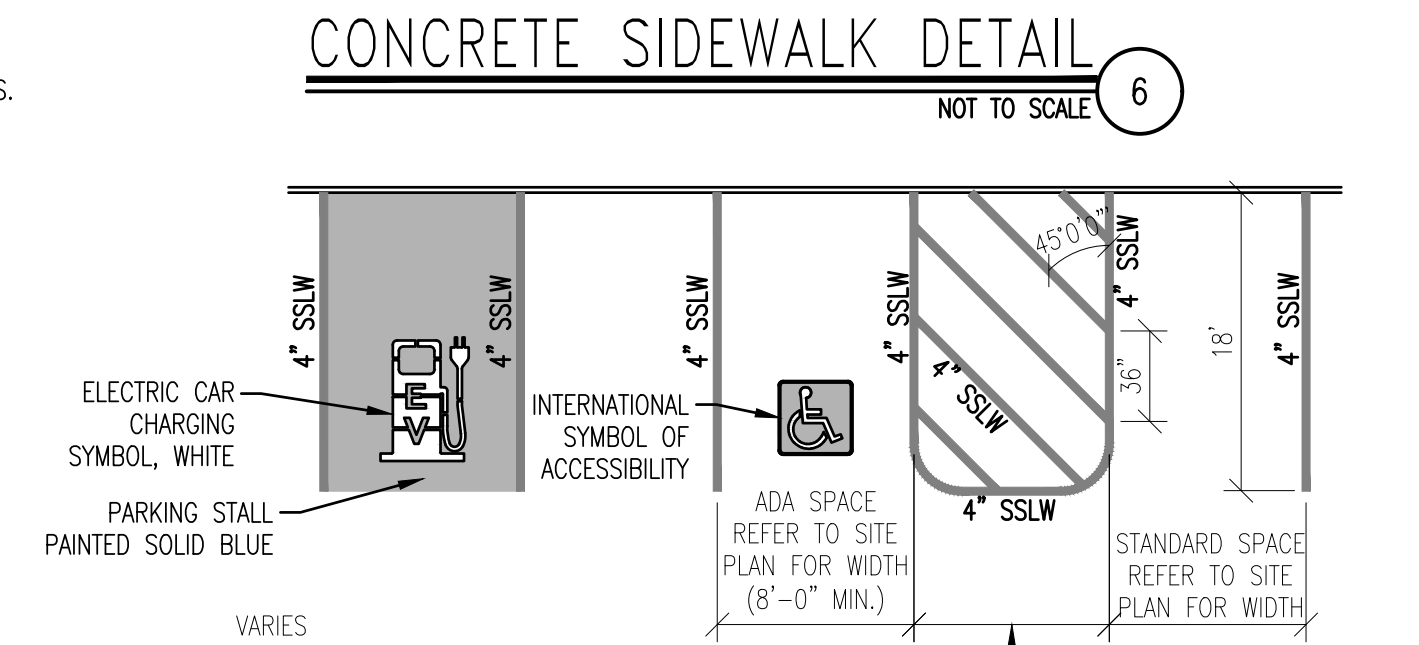 CONCRETE SIDEWALK DETAIL
6
NOT TO SCALE
S.
4" SSLW
4" SSLW
4" SSLW
4" SSLW
4" SSLW
4" SSLW
4" SSLW
4" SSLW
45°0'0"
36"
18'
E
V
ELECTRIC CAR
CHARGING
SYMBOL, WHITE
PARKING STALL
PAINTED SOLID BLUE
INTERNATIONAL
SYMBOL OF
ACCESSIBILITY
ADA SPACE
REFER TO SITE
PLAN FOR WIDTH
(8'-0" MIN.)
STANDARD SPACE
REFER TO SITE
PLAN FOR WIDTH
VARIES